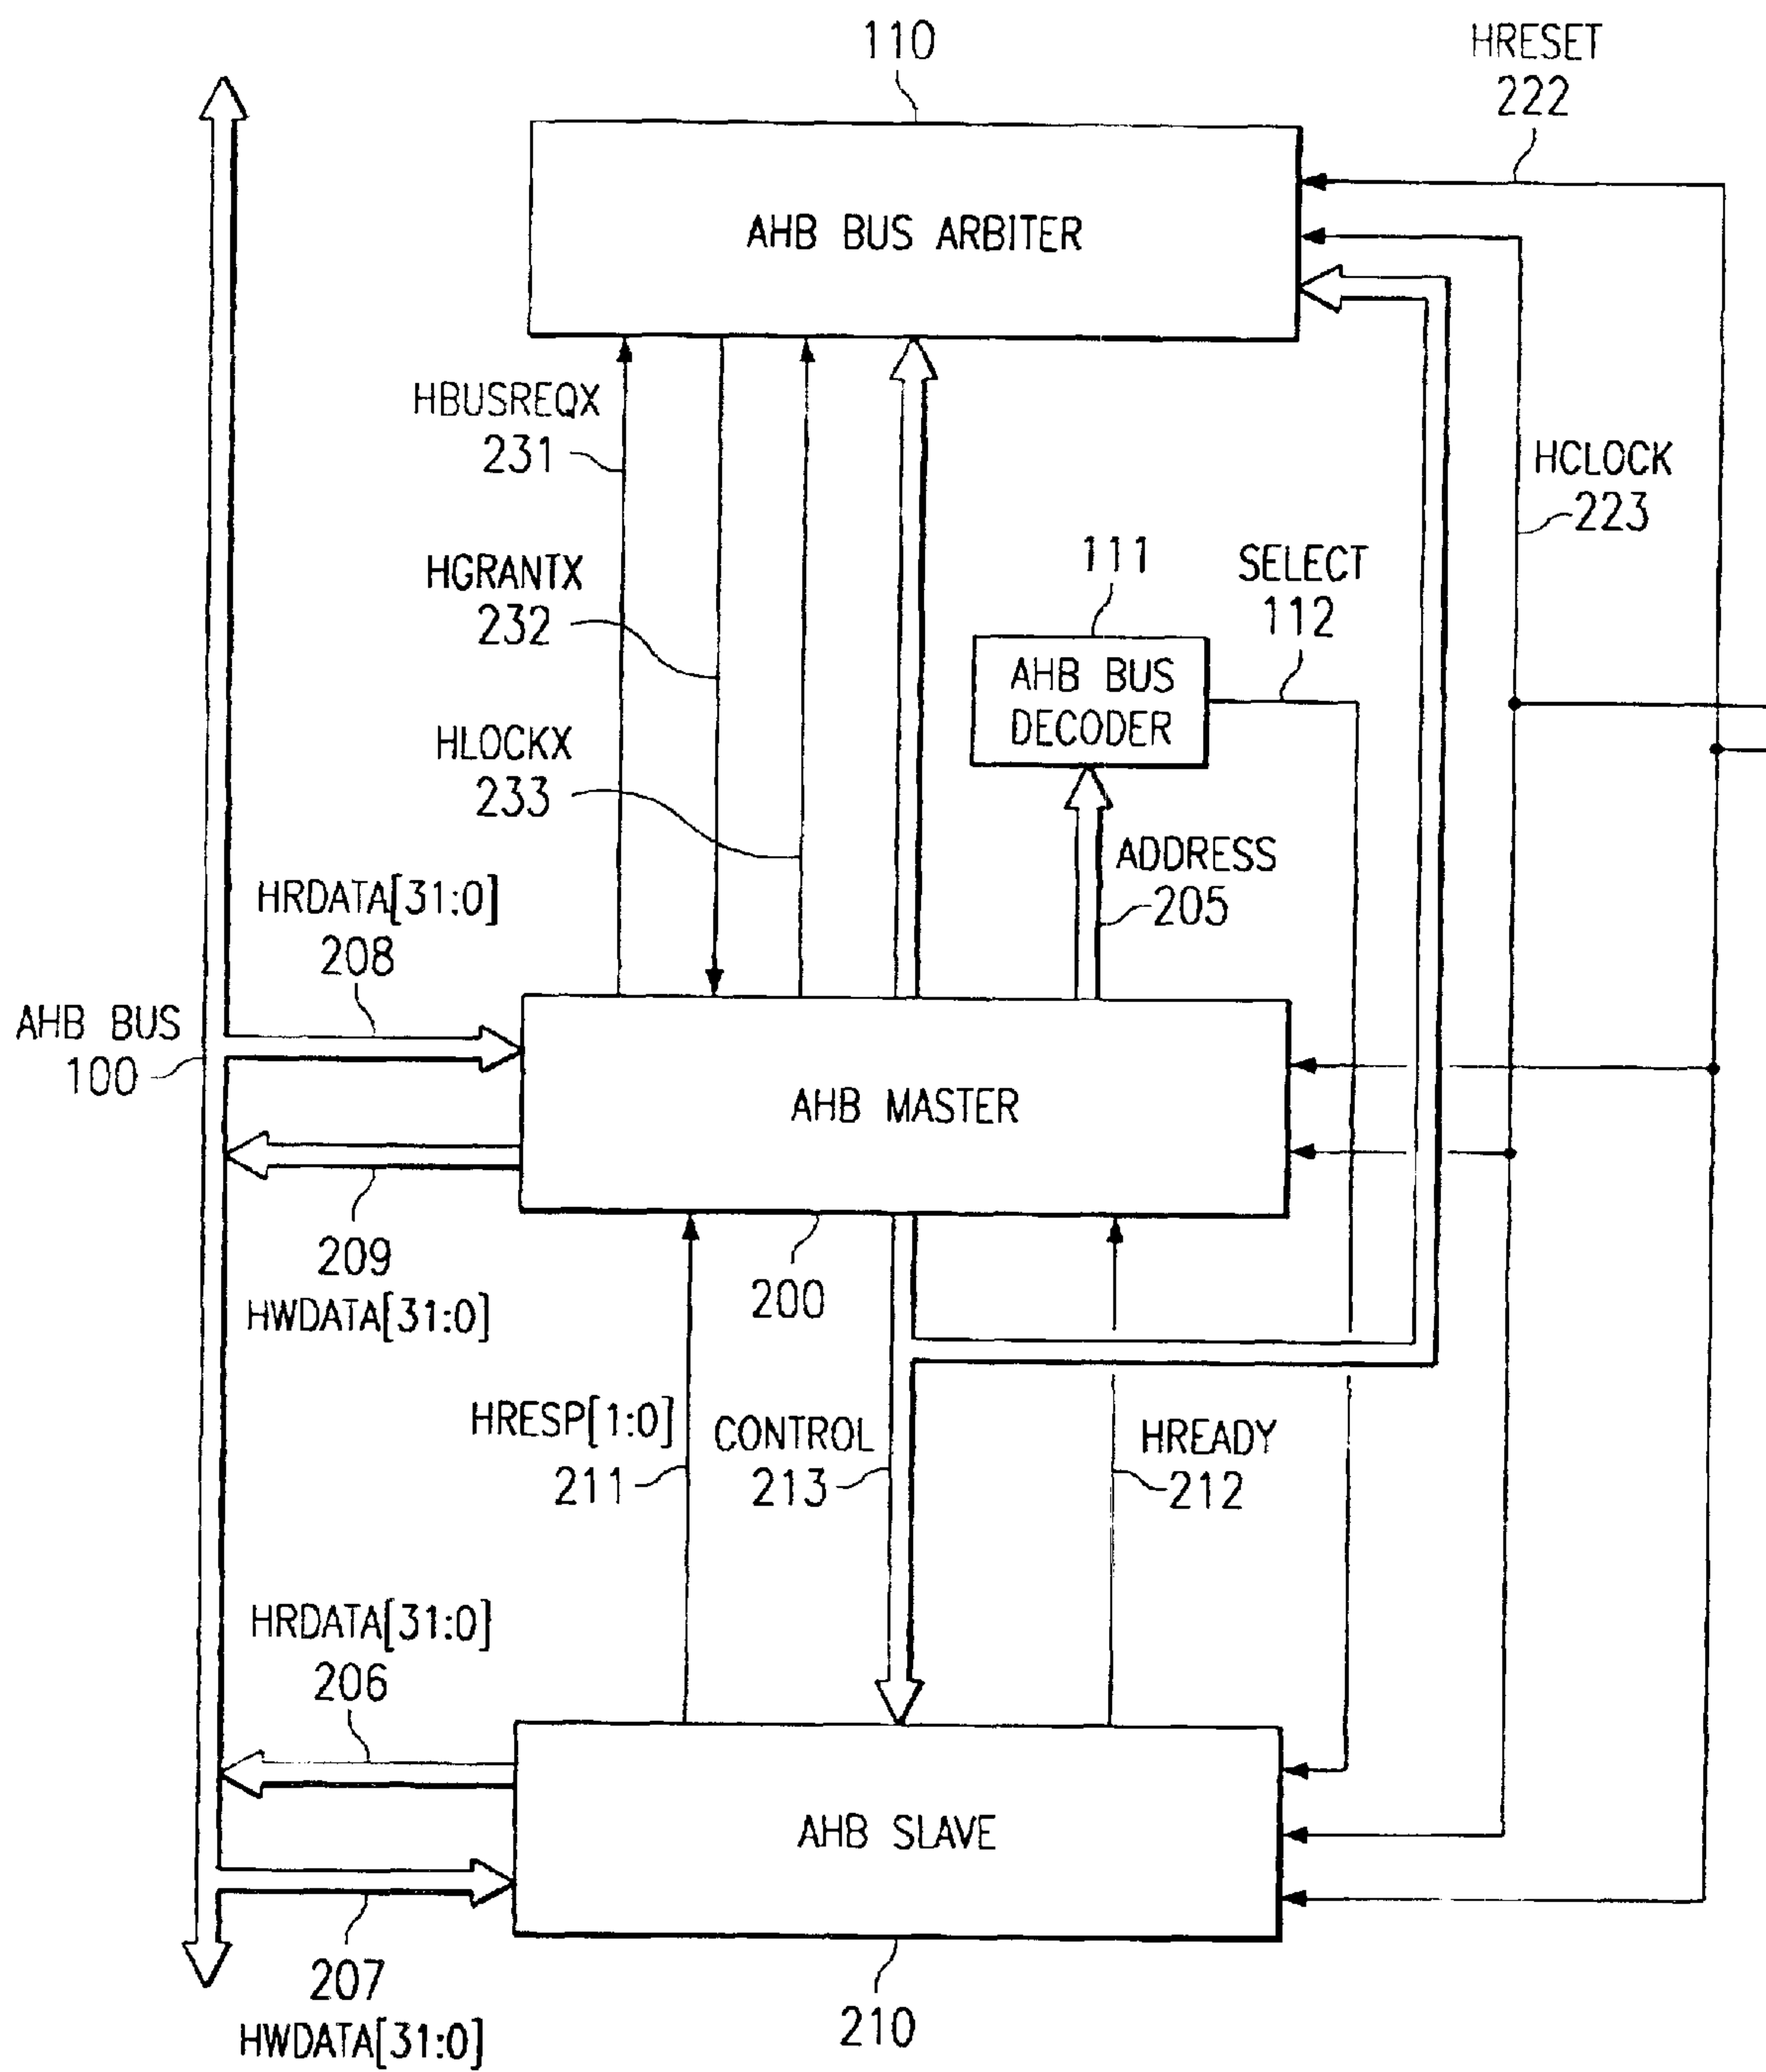 110
HRESET
222
AHB BUS ARBITER
HBUSREQX
231
HCLOCK
223
HGRANTX
232
111
SELECT
112
AHB BUS
DECODER
HLOCKX
233
ADDRESS
205
HRDATA[31:0]
208
AHB BUS
100
AHB MASTER
209
HWDATA[31:0]
200
HRESP[1:0]
211
CONTROL
213
HREADY
212
HRDATA[31:0]
206
AHB SLAVE
207
HWDATA[31:0]
210